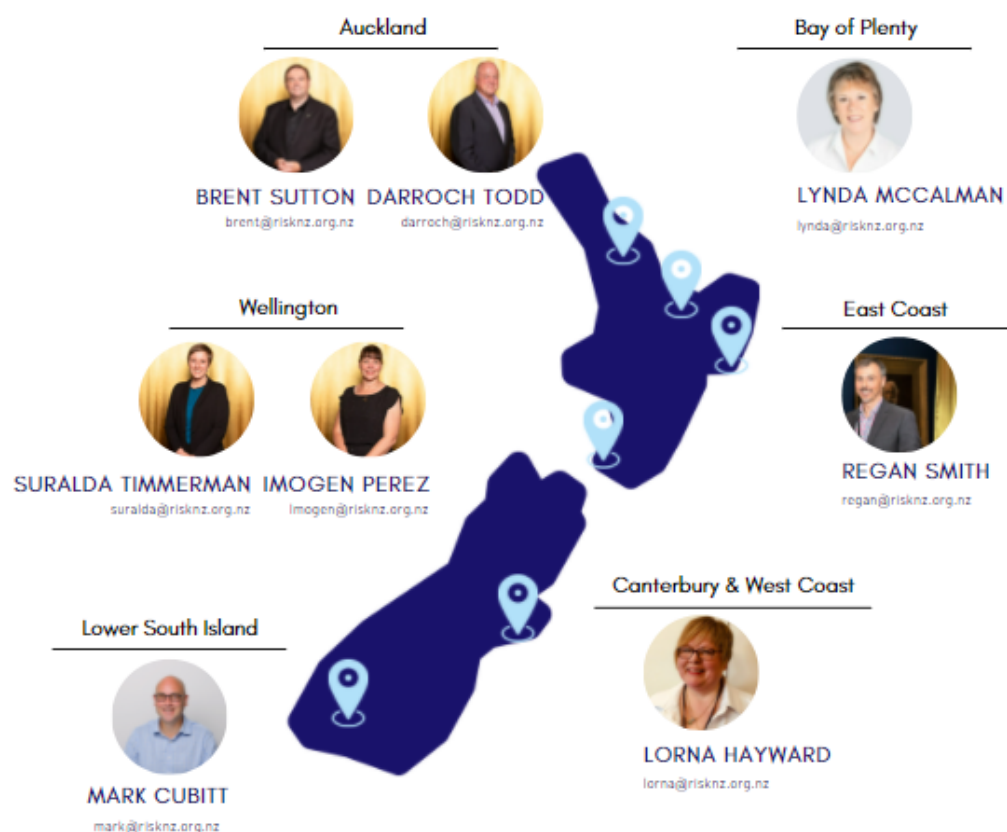 Auckland
Bay of Plenty
BRENT SUTTON
brent@risknz.org.nz
DARROCH TODD
darroch@risknz.org.nz
LYNDA MCCALMAN
lynda@risknz.org.nz
Wellington
East Coast
SURALDA TIMMERMAN
suralda@risknz.org.nz
IMOGEN PEREZ
Imogen@risknz.org.nz
REGAN SMITH
regan@risknz.org.nz
Canterbury & West Coast
Lower South Island
LORNA HAYWARD
lorna@risknz.org.nz
MARK CUBITT
mark@risknz.org.nz